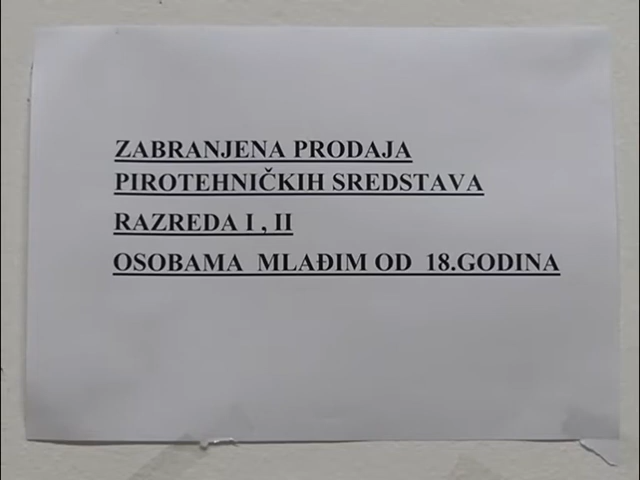 ZABRANJENA PRODAJA
PIROTEHNIČKIH SREDSTAVA
RAZREDA I , II
OSOBAMA MLAĐIM OD 18.GODINA